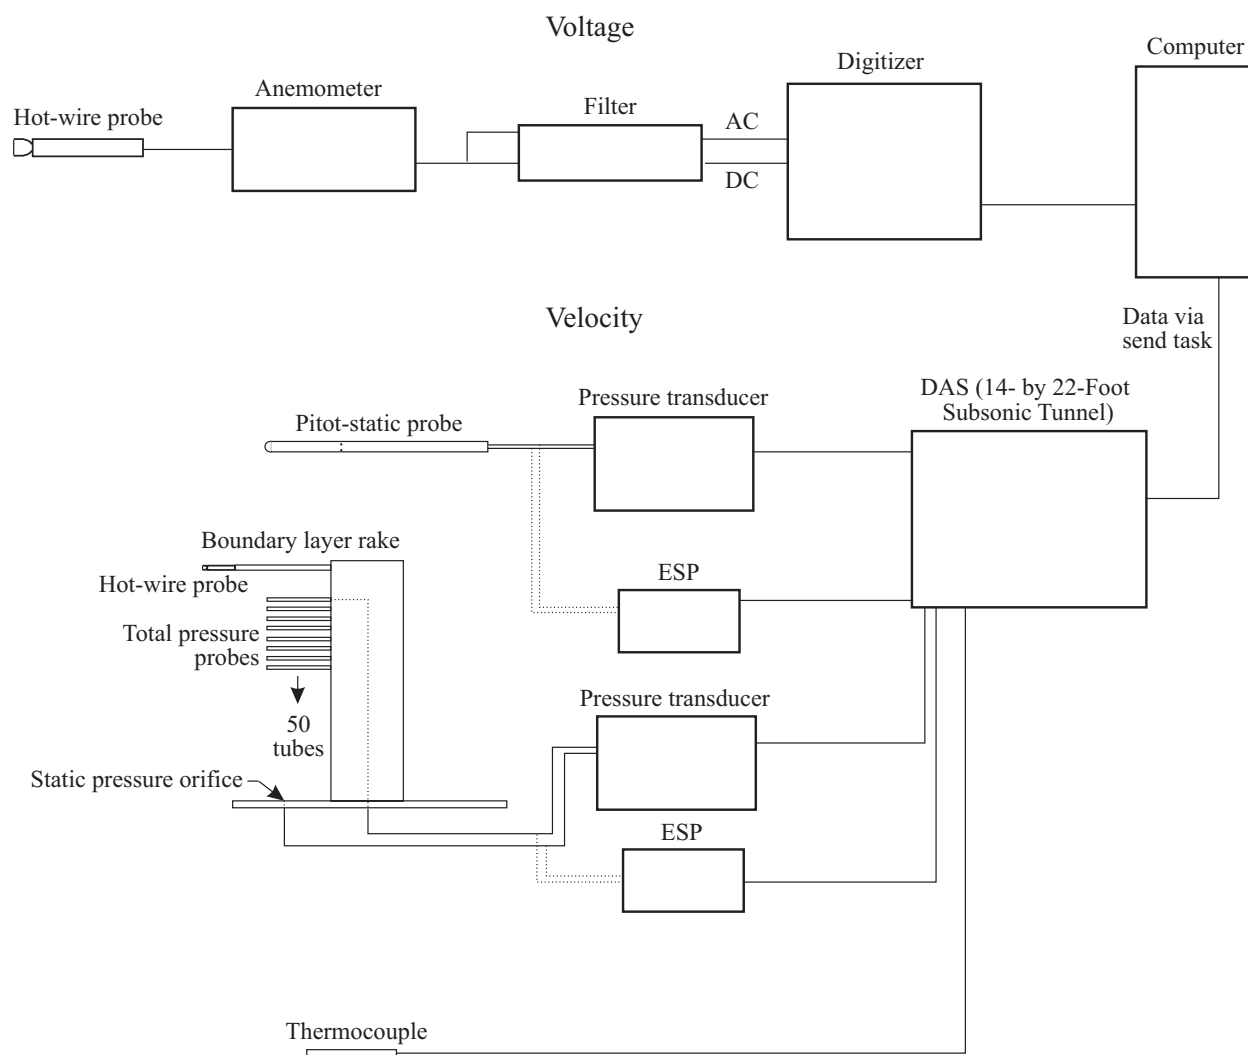 Voltage
Computer
Digitizer
Anemometer
Filter
Hot-wire probe
AC
DC
Velocity
Data via
send task
DAS (14- by 22-Foot
Subsonic Tunnel)
Pressure transducer
Pitot-static probe
Boundary layer rake
ESP
Hot-wire probe
Total pressure
probes
50
tubes
Pressure transducer
Static pressure orifice
ESP
Thermocouple